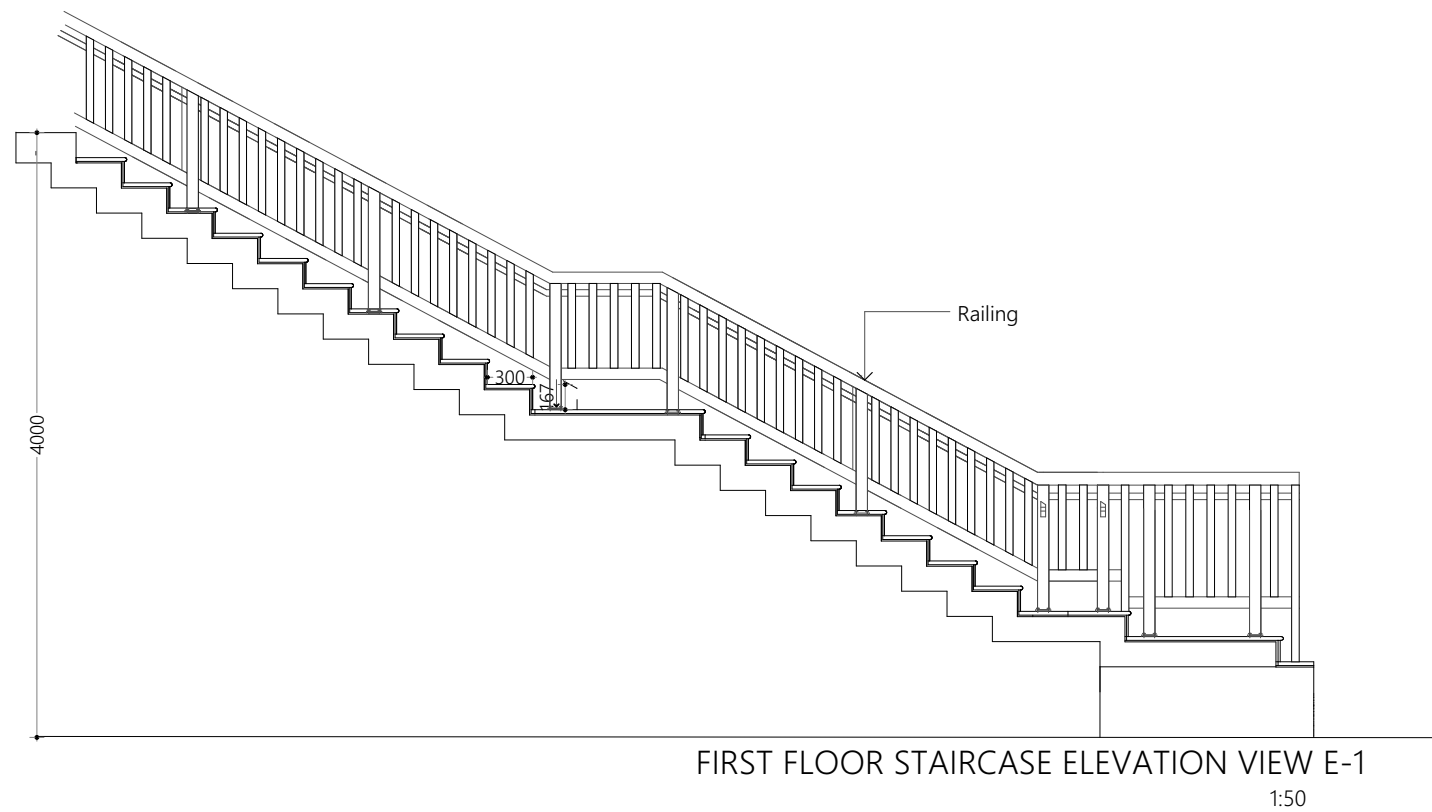 Railing
300
167
4000
FIRST FLOOR STAIRCASE ELEVATION VIEW E-1
1:50